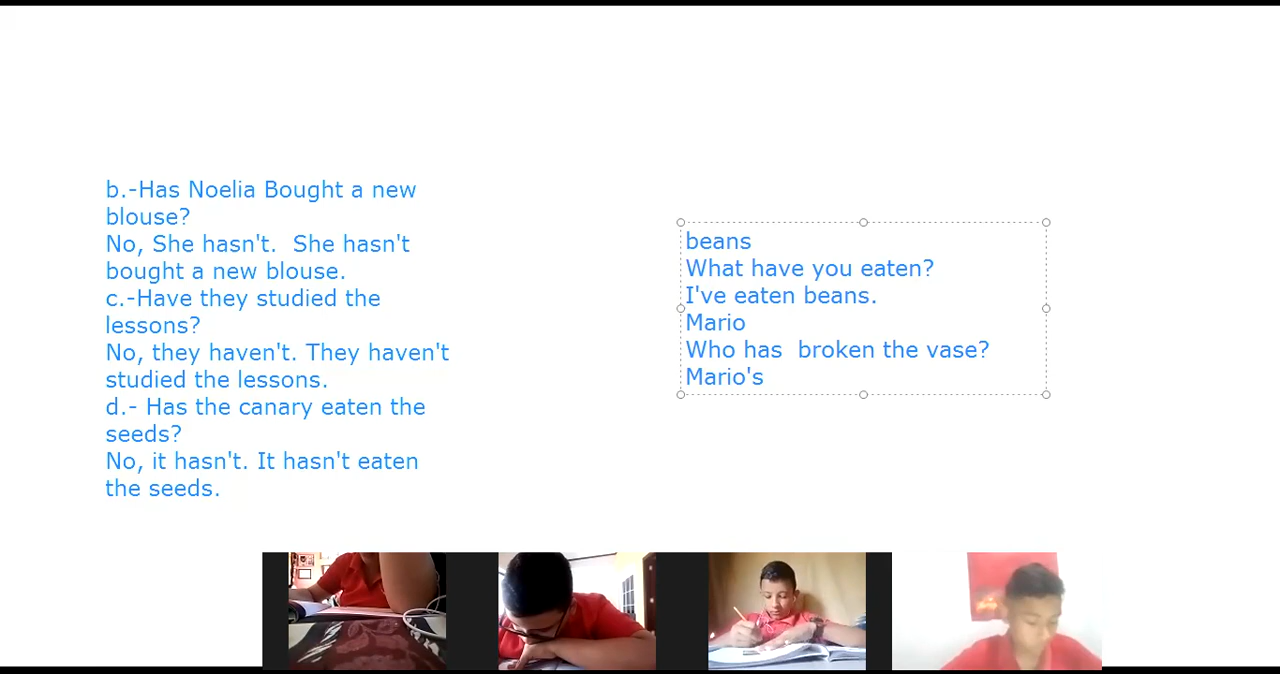 b.-Has Noelia Bought a new
blouse?
No, She hasn't.  She hasn't
bought a new blouse.
c.-Have they studied the
lessons?
No, they haven't. They haven't
studied the lessons.
d.- Has the canary eaten the
seeds?
No, it hasn't. It hasn't eaten
the seeds.
beans
What have you eaten?
I've eaten beans.
Mario
Who has  broken the vase?
Mario's